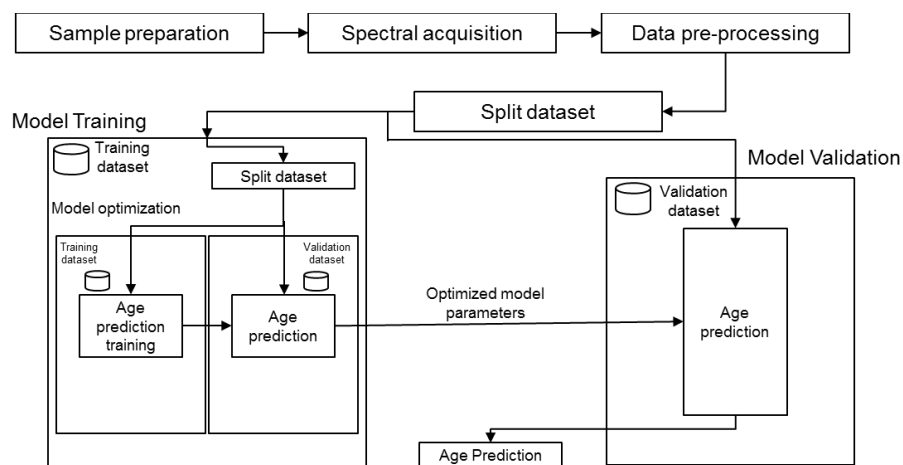 Sample preparation
Spectral acquisition
Data pre-processing
Split dataset
Model Training
Training
dataset
Split dataset
Model optimization
Training
dataset
Validation
dataset
Age
prediction
training
Age
prediction
Optimized model
parameters
Model Validation
Validation
dataset
Age
prediction
Age Prediction